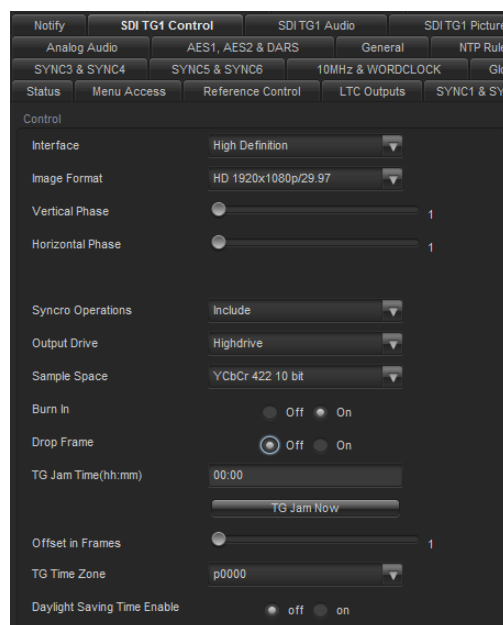 Notify SDI TG1 Control SDI TG1 Audio SDI TG1 Picture
Analog Audio AES1, AES2 & DARS General NTP Rule
SYNC3 & SYNC4 SYNC5 & SYNC6 10MHz & WORDCLOCK Glo
Status Menu Access Reference Control LTC Outputs SYNC1 & SY
Control
Interface High Definition
Image Format HD 1920x1080p/29.97
Vertical Phase 1
Horizontal Phase 1
Syncro Operations Include
Output Drive Highdrive
Sample Space YCbCr 422 10 bit
Burn In Off On
Drop Frame Off On
TG Jam Time(hh:mm) 00:00
TG Jam Now
Offset in Frames 1
TG Time Zone p0000
Daylight Saving Time Enable off on